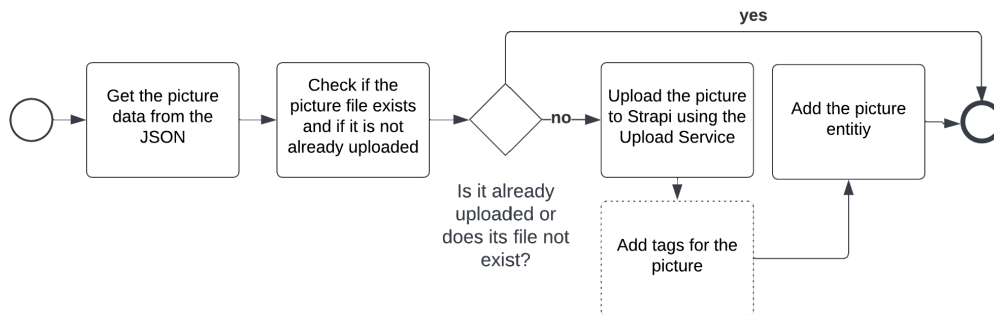 yes
Get the picture
data from the
JSON
Check if the
picture file exists
and if it is not
already uploaded
no
Upload the picture
to Strapi using the
Upload Service
Add the picture
entitiy
Is it already
uploaded or
does its file not
exist?
Add tags for the
picture